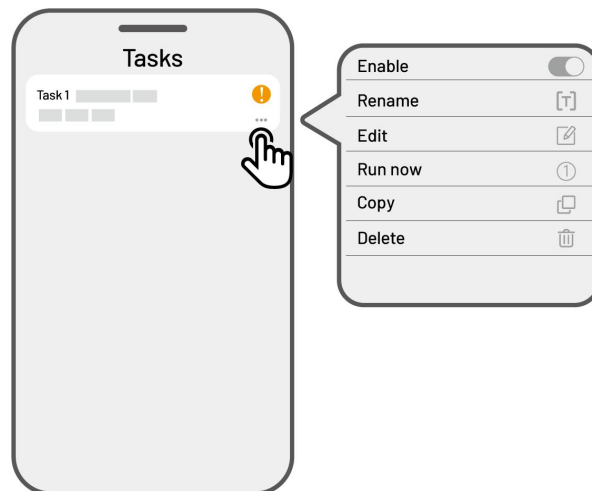 Tasks
Task 1
Enable
Rename
Edit
Run now
Copy
Delete